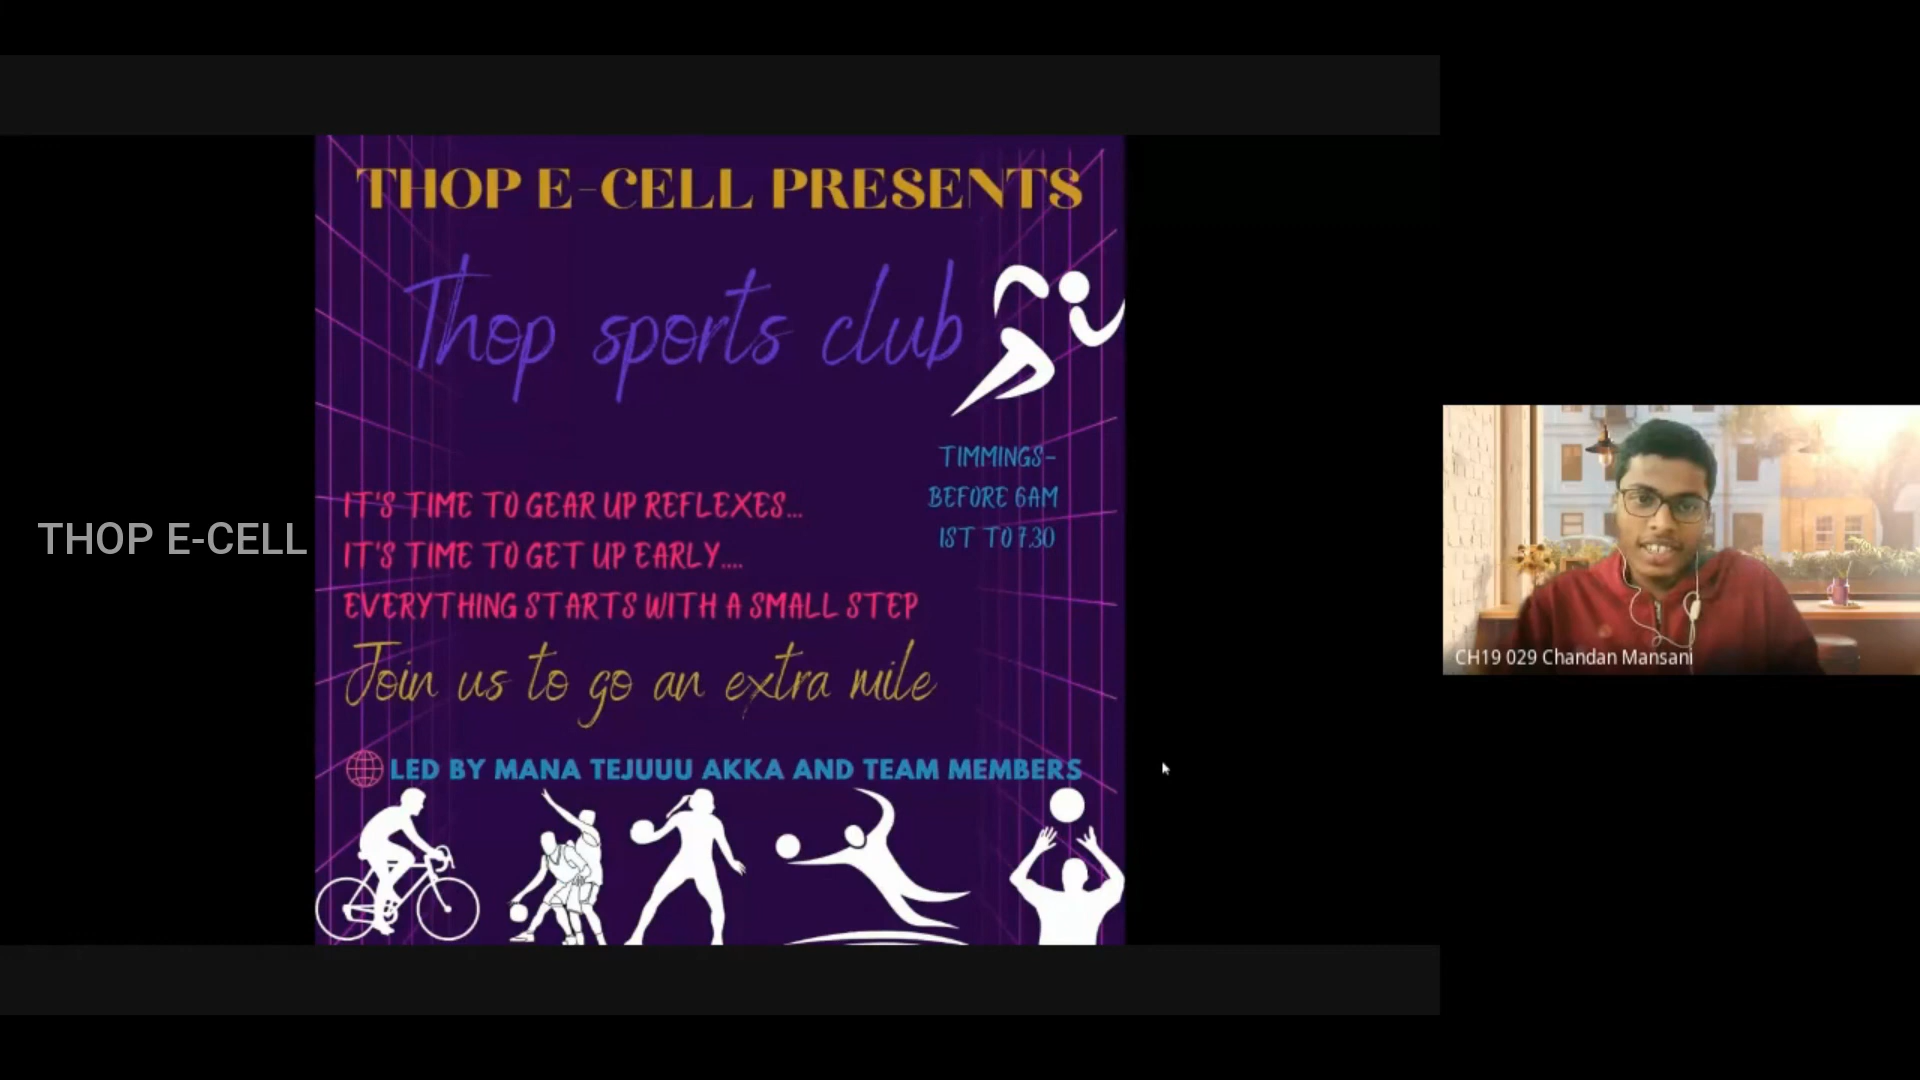 THOP E-CELL PRESENTS
Thop sports club
TIMMINGS-
BEFORE 6AM
IST TO 7.30
IT'S TIME TO GEAR UP REFLEXES...
IT'S TIME TO GET UP EARLY....
EVERYTHING STARTS WITH A SMALL STEP
Join us to go an extra mile
LED BY MANA TEJUUU AKKA AND TEAM MEMBERS
THOP E-CELL
CH19 029 Chandan Mansani